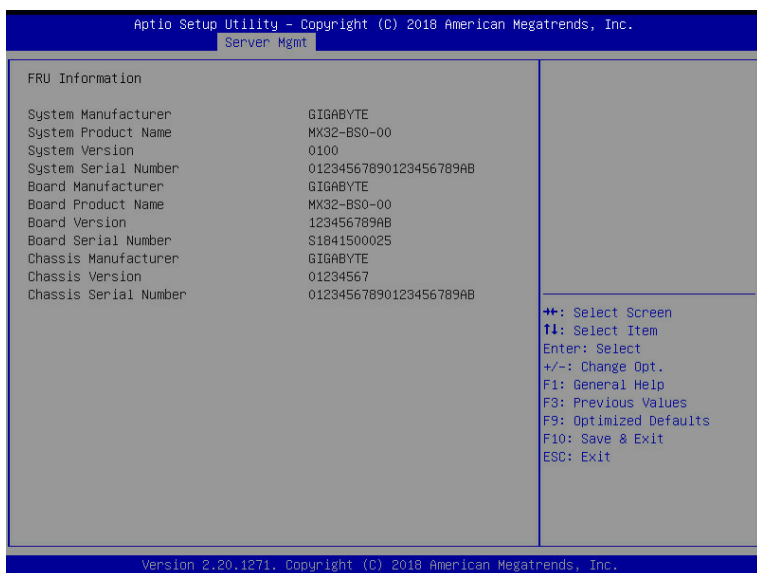 Aptio Setup Utility – Copyright (C) 2018 American Megatrends, Inc.
Server Mgmt
FRU Information
System Manufacturer GIGABYTE
System Product Name MX32-BS0-00
System Version 0100
System Serial Number 01234567890123456789AB
Board Manufacturer GIGABYTE
Board Product Name MX32-BS0-00
Board Version 123456789AB
Board Serial Number S1841500025
Chassis Manufacturer GIGABYTE
Chassis Version 01234567
Chassis Serial Number 01234567890123456789AB
→←: Select Screen
↑↓: Select Item
Enter: Select
+/-: Change Opt.
F1: General Help
F3: Previous Values
F9: Optimized Defaults
F10: Save & Exit
ESC: Exit
Version 2.20.1271. Copyright (C) 2018 American Megatrends, Inc.